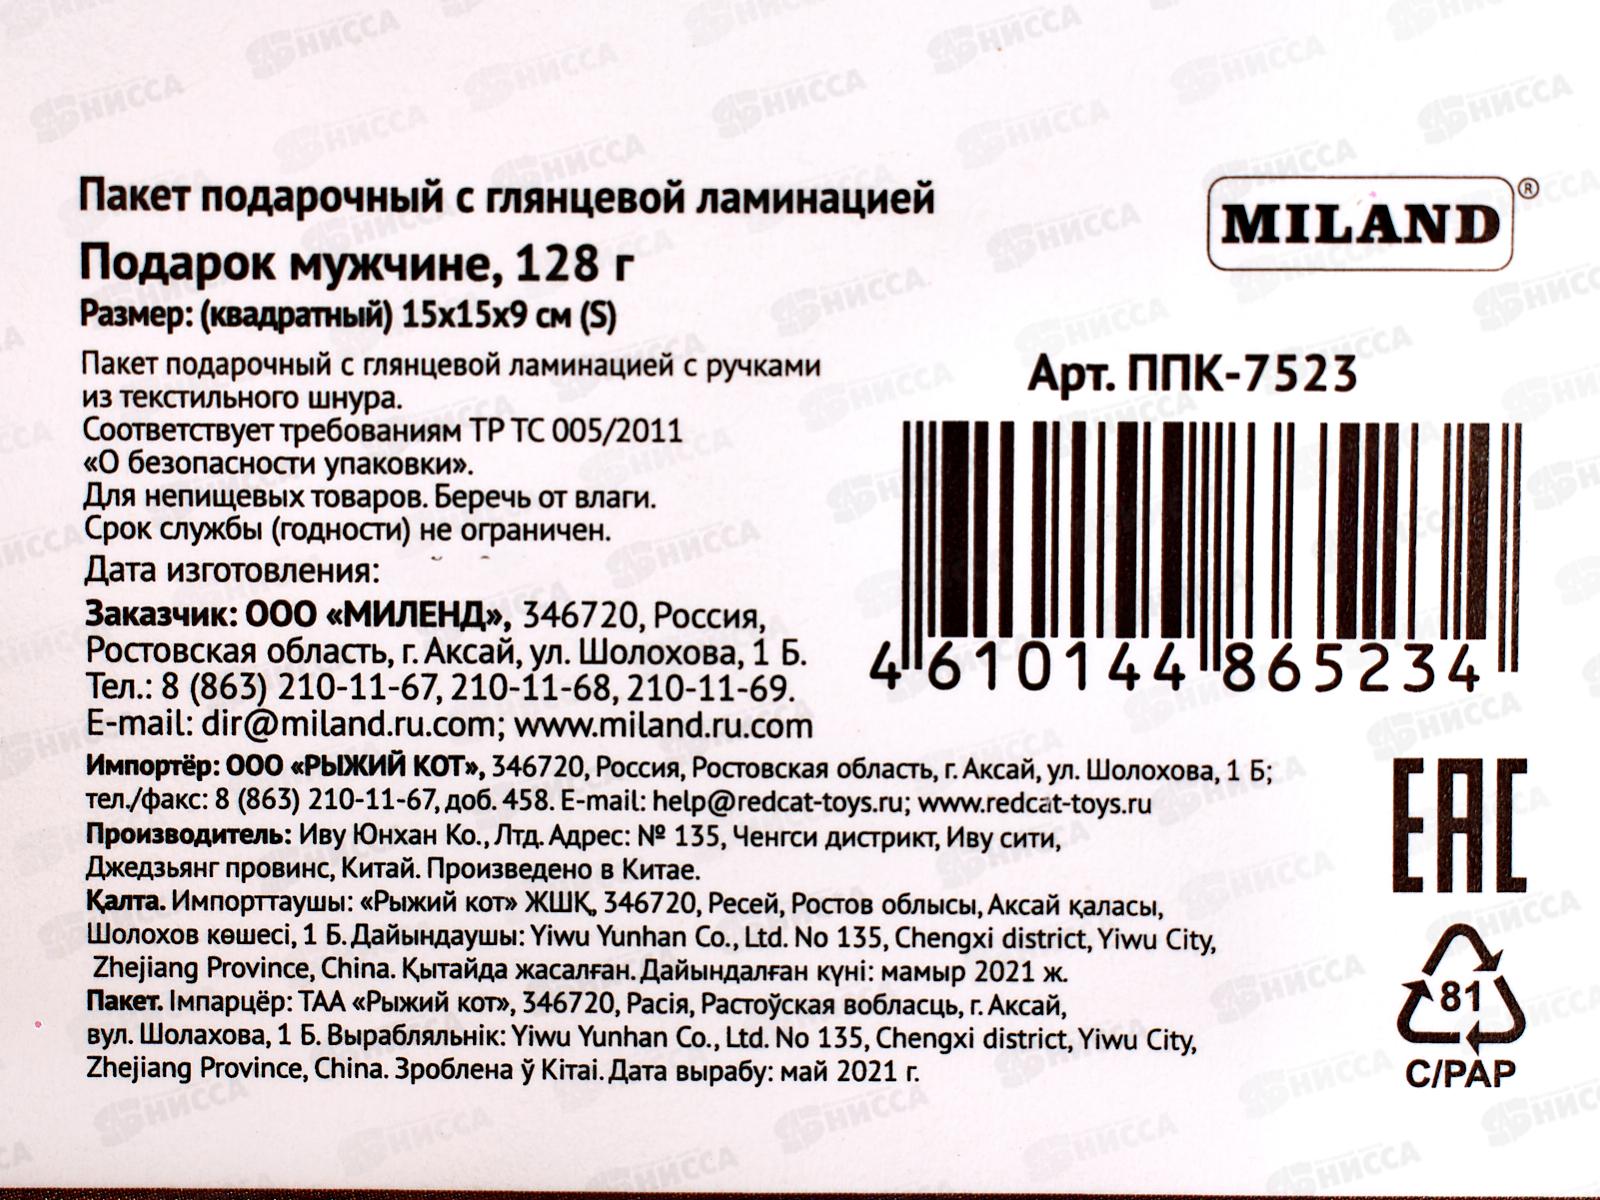 Пакет подарочный с глянцевой ламинацией
MILAND®
Подарок мужчине, 128 г
Размер: (квадратный) 15х15х9 см (S)
Пакет подарочный с глянцевой ламинацией с ручками
из текстильного шнура.
Соответствует требованиям ТР ТС 005/2011
«О безопасности упаковки».
Для непищевых товаров. Беречь от влаги.
Срок службы (годности) не ограничен.
Дата изготовления:
Арт. ППК-7523
4 610144 865234
Заказчик: ООО «МИЛЕНД», 346720, Россия,
Ростовская область, г. Аксай, ул. Шолохова, 1 Б.
Тел.: 8 (863) 210-11-67, 210-11-68, 210-11-69.
E-mail: dir@miland.ru.com; www.miland.ru.com
Импортёр: ООО «РЫЖИЙ КОТ», 346720, Россия, Ростовская область, г. Аксай, ул. Шолохова, 1 Б;
тел./факс: 8 (863) 210-11-67, доб. 458. E-mail: help@redcat-toys.ru; www.redcat-toys.ru
Производитель: Иву Юнхан Ко., Лтд. Адрес: № 135, Ченгси дистрикт, Иву сити,
Джедзьянг провинс, Китай. Произведено в Китае.
Қалта. Импорттаушы: «Рыжий кот» ЖШҚ, 346720, Ресей, Ростов облысы, Аксай қаласы,
Шолохов көшесі, 1 Б. Дайындаушы: Yiwu Yunhan Co., Ltd. No 135, Chengxi district, Yiwu City,
Zhejiang Province, China. Қытайда жасалған. Дайындалған күні: мамыр 2021 ж.
Пакет. Імпарцёр: ТАА «Рыжий кот», 346720, Расія, Растоўская вобласць, г. Аксай,
вул. Шолахова, 1 Б. Вырабляльнік: Yiwu Yunhan Co., Ltd. No 135, Chengxi district, Yiwu City,
Zhejiang Province, China. Зроблена ў Кітаі. Дата вырабу: май 2021 г.
EAC
81
C/PAP
НИССА